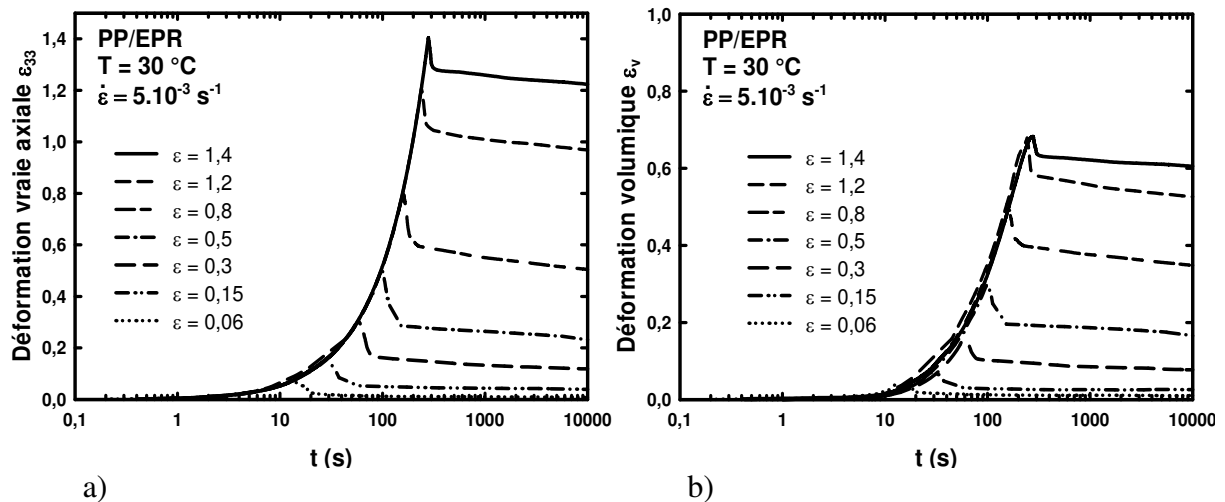 PP/EPR
T = 30 °C
ε̇ = 5.10⁻³ s⁻¹
ε = 1,4
ε = 1,2
ε = 0,8
ε = 0,5
ε = 0,3
ε = 0,15
ε = 0,06
Déformation vraie axiale ε₃₃
1,4
1,2
1,0
0,8
0,6
0,4
0,2
0,0
0,1 1 10 100 1000 10000
t (s)
a)
PP/EPR
T = 30 °C
ε̇ = 5.10⁻³ s⁻¹
ε = 1,4
ε = 1,2
ε = 0,8
ε = 0,5
ε = 0,3
ε = 0,15
ε = 0,06
Déformation volumique εᵥ
1,0
0,8
0,6
0,4
0,2
0,0
0,1 1 10 100 1000 10000
t (s)
b)